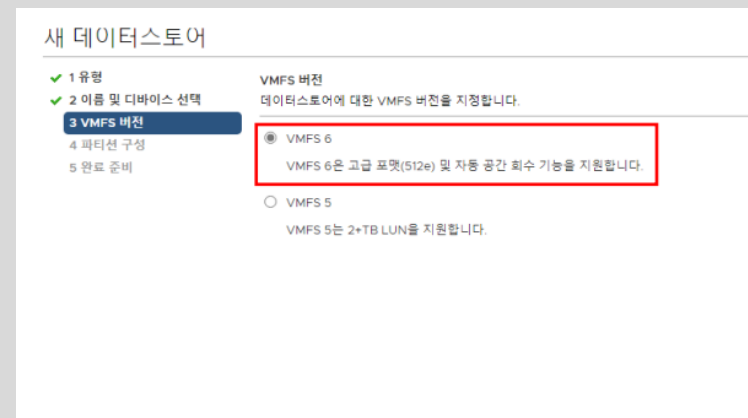 새 데이터스토어
1 유형
2 이름 및 디바이스 선택
3 VMFS 버전
4 파티션 구성
5 완료 준비
VMFS 버전
데이터스토어에 대한 VMFS 버전을 지정합니다.
VMFS 6
VMFS 6은 고급 포맷(512e) 및 자동 공간 회수 기능을 지원합니다.
VMFS 5
VMFS 5는 2+TB LUN을 지원합니다.